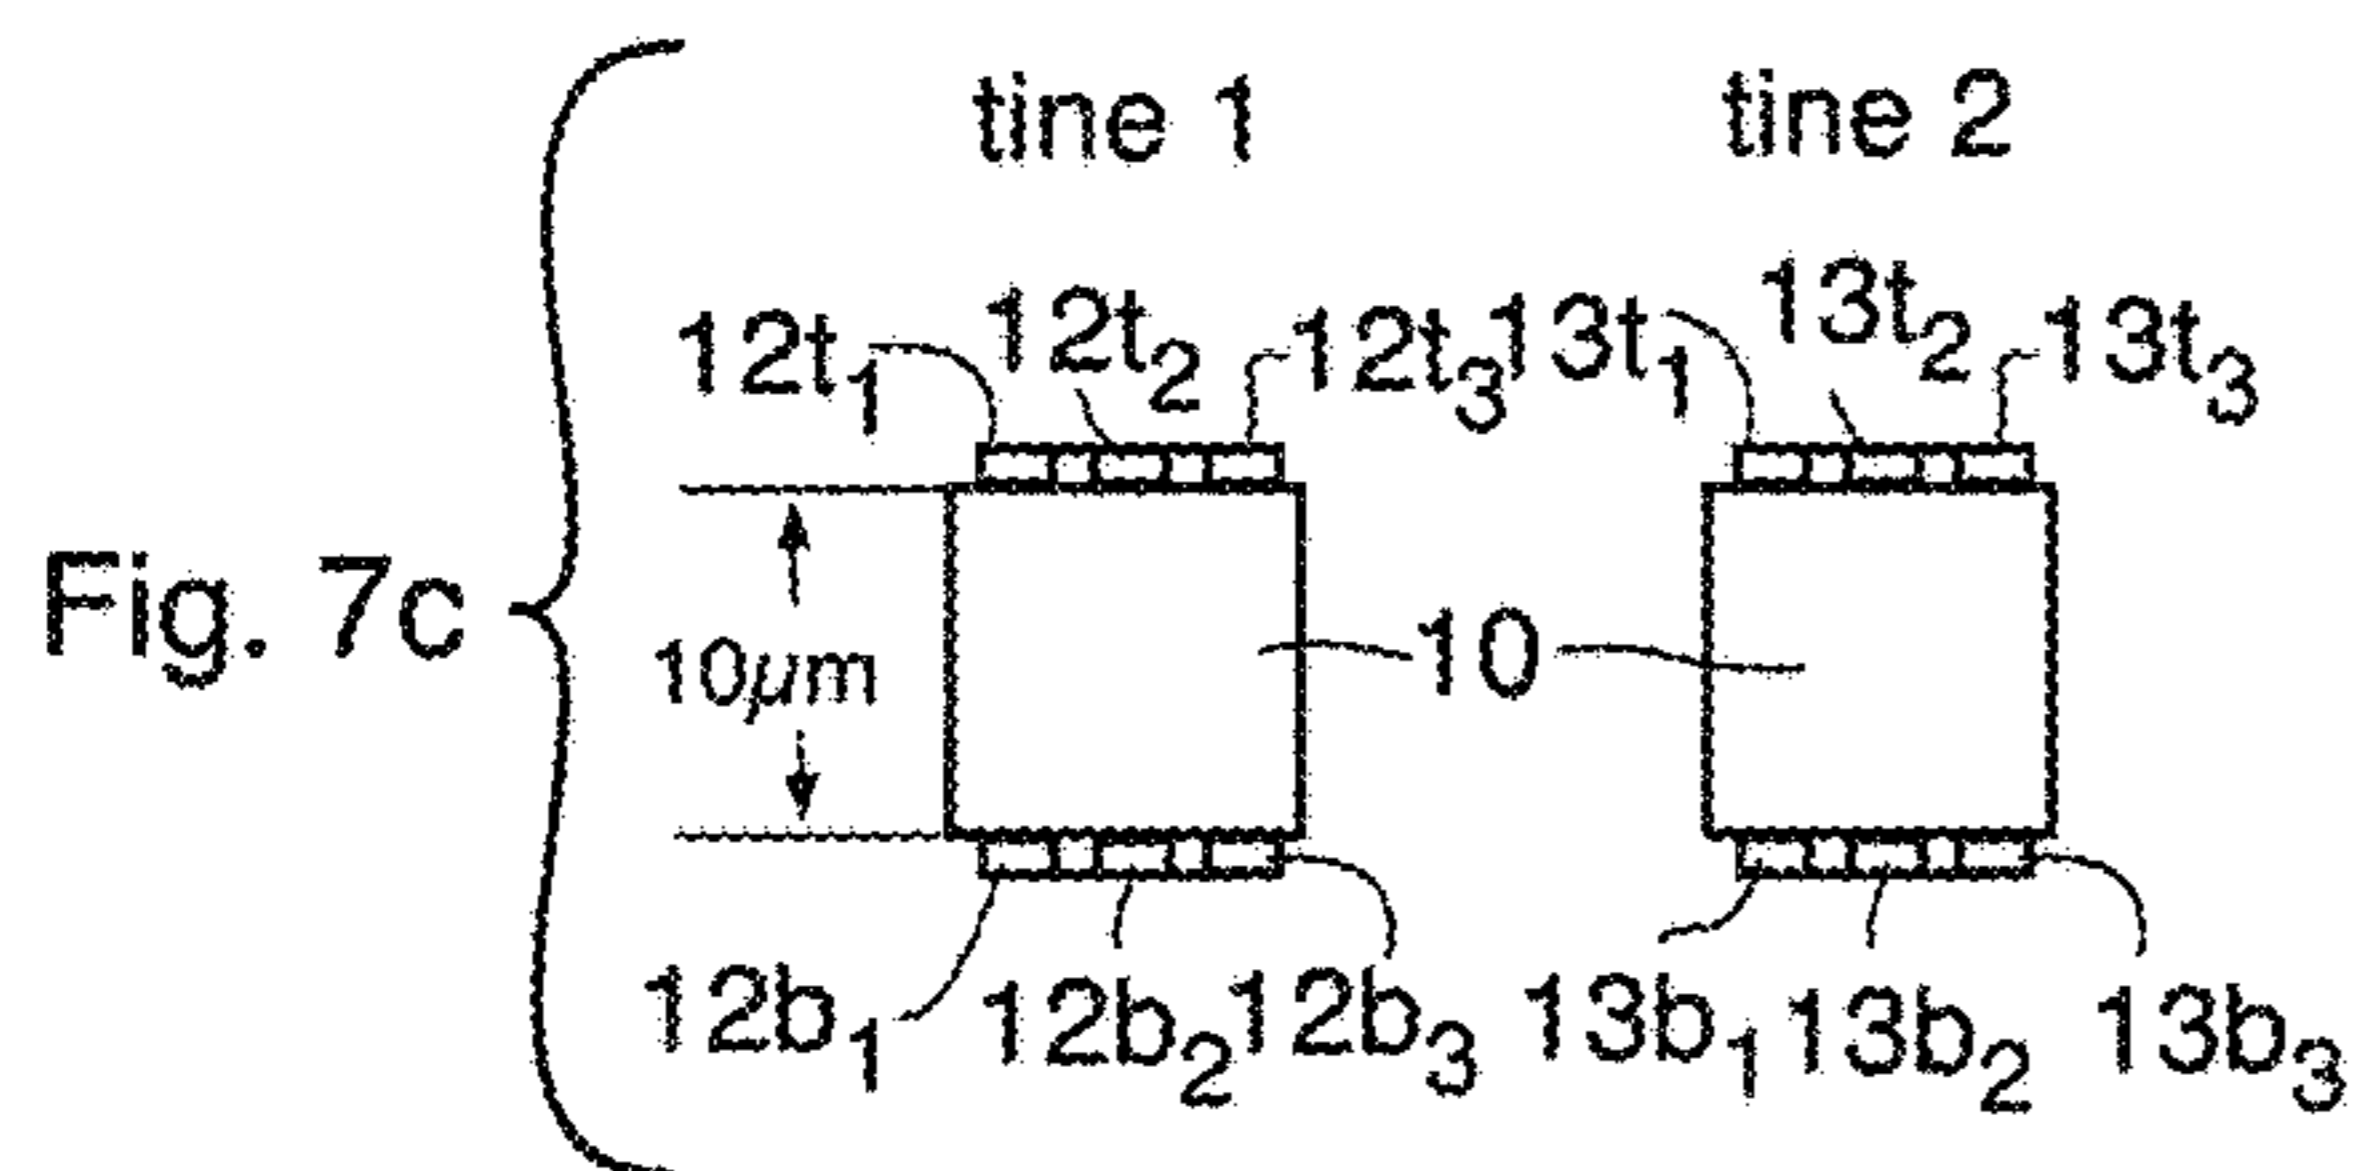 tine 1 tine 2
12t₁ 12t₂ 12t₃ 13t₁ 13t₂ 13t₃
Fig. 7c
10μm
10
12b₁ 12b₂ 12b₃ 13b₁ 13b₂ 13b₃